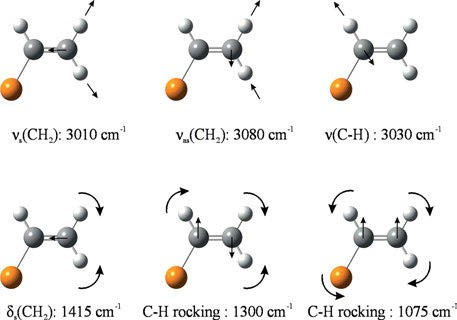 νs(CH2): 3010 cm-1 νas(CH2): 3080 cm-1 ν(C-H) : 3030 cm-1
δs(CH2): 1415 cm-1 C-H rocking : 1300 cm-1 C-H rocking : 1075 cm-1